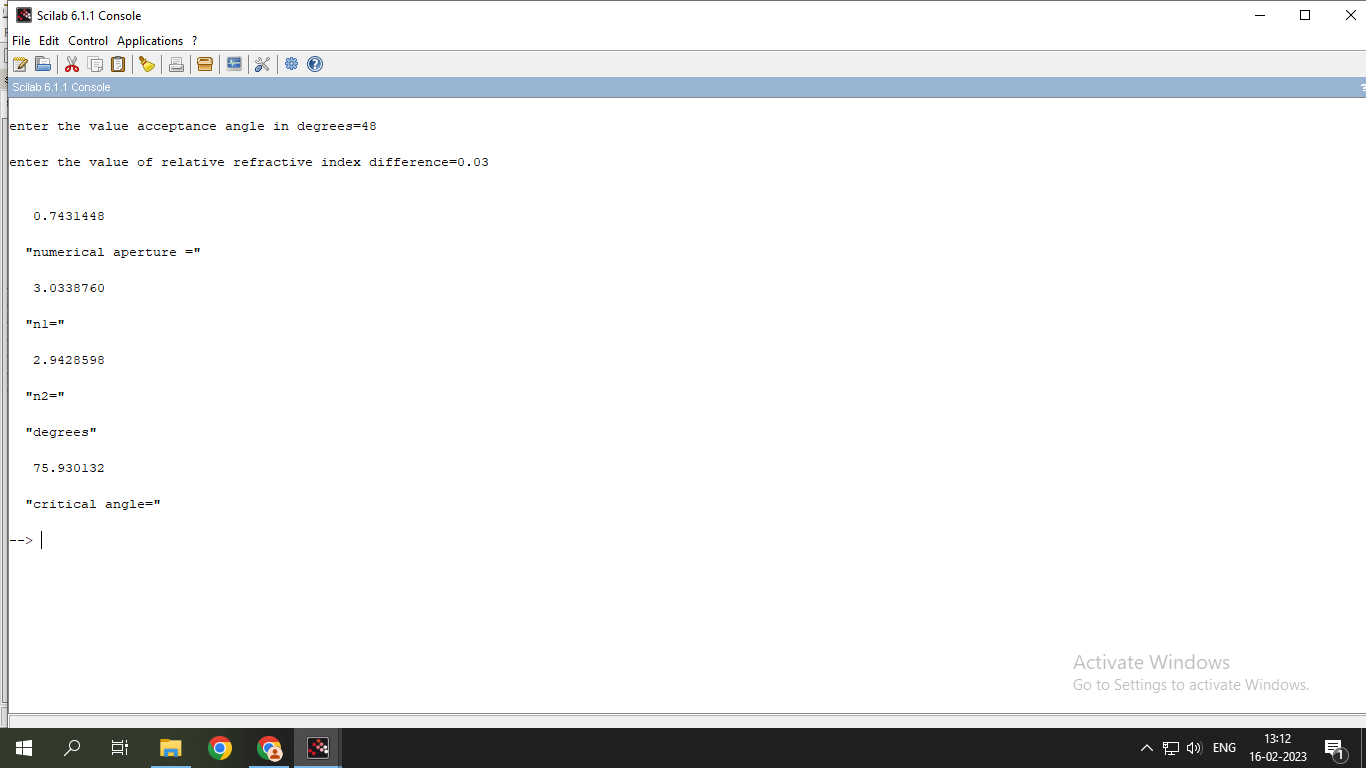 Scilab 6.1.1 Console
File Edit Control Applications ?
Scilab 6.1.1 Console
enter the value acceptance angle in degrees=48
enter the value of relative refractive index difference=0.03
0.7431448
"numerical aperture ="
3.0338760
"n1="
2.9428598
"n2="
"degrees"
75.930132
"critical angle="
-->
Activate Windows
Go to Settings to activate Windows.
ENG
13:12
16-02-2023
1